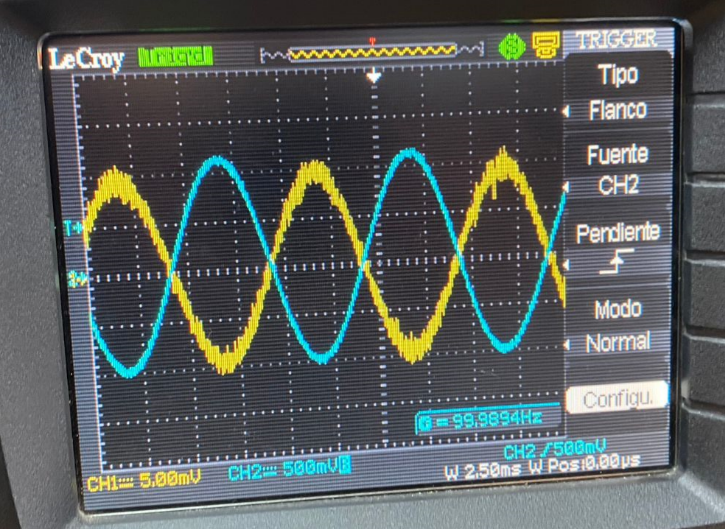 LeCroy
T
TRIGGER
Tipo
Flanco
Fuente
CH2
Pendiente
Modo
Normal
Configu.
= 99.9894Hz
CH2 /500mV
CH1 5.00mV CH2 500mV W 2.50ms W Pos:0.00µs